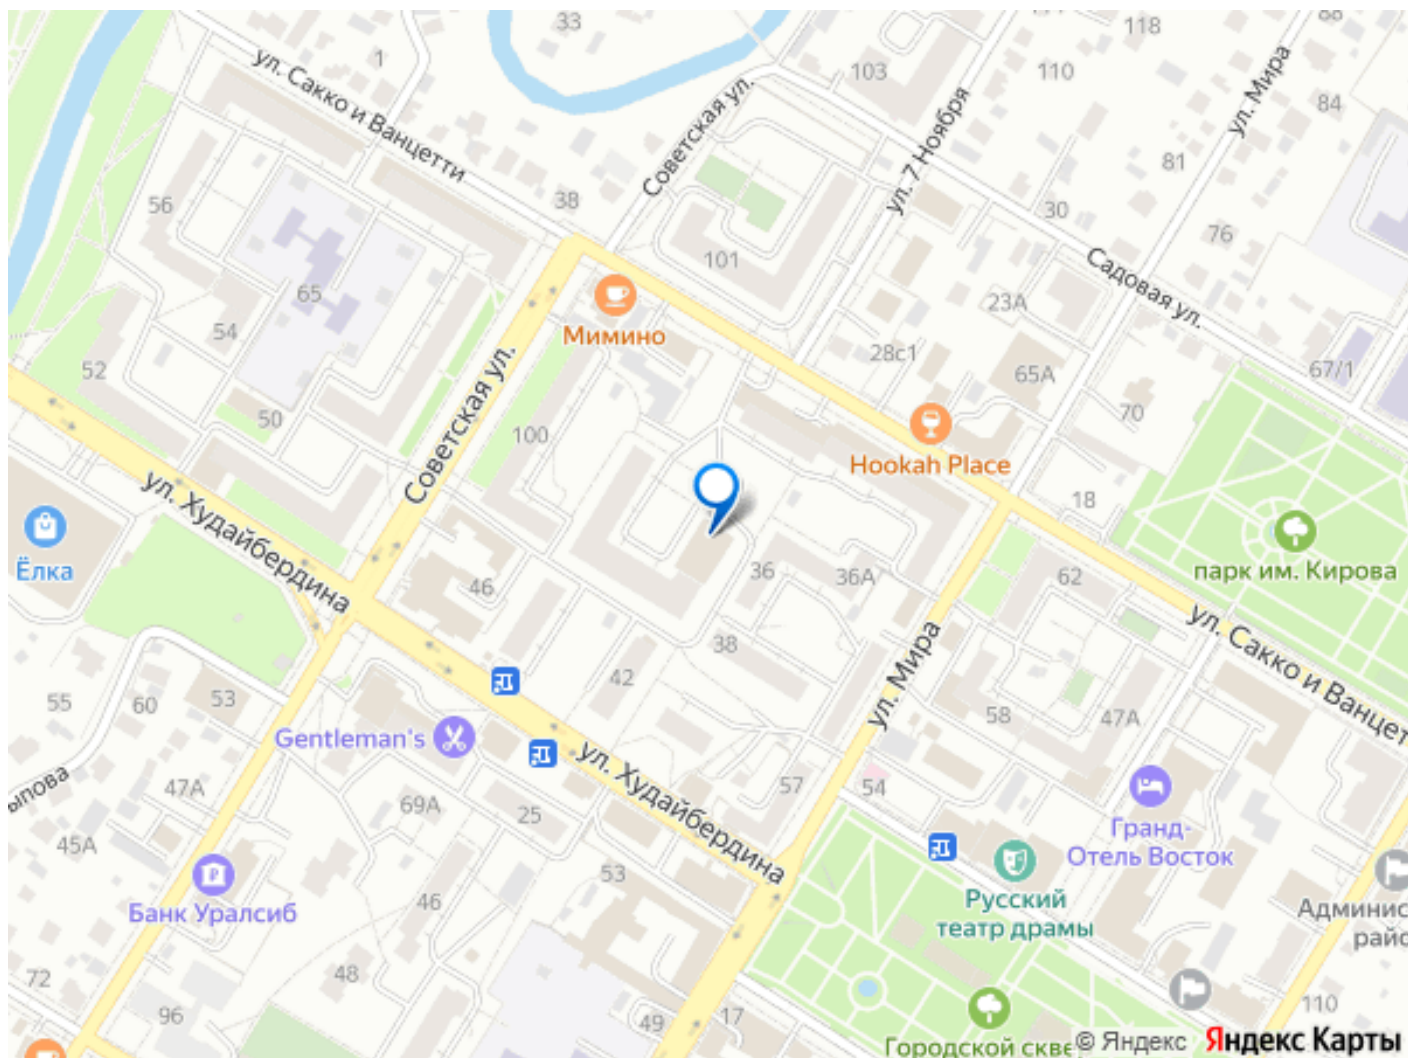 33
118
88
ул. Сакко и Ванцетти
1
103
110
ул. Мира
84
Советская ул.
ул. 7 Ноября
81
56
38
30
76
101
Садовая ул.
65
23А
54
Мимино
28с1
65А
67/1
52
Советская ул.
50
100
70
Hookah Place
18
ул. Худайбердина
Ёлка
парк им. Кирова
46
36
36А
62
ул. Сакко и Ванцет
38
ул. Мира
42
55
60
53
58
47А
Gentleman's
ул. Худайбердина
ыпова
47А
69А
25
57
54
Гранд-
Отель Восток
45А
Русский
театр драмы
53
Банк Уралсиб
46
Админис
райо
72
48
96
49
17
110
Городской скве
© Яндекс Яндекс Карты